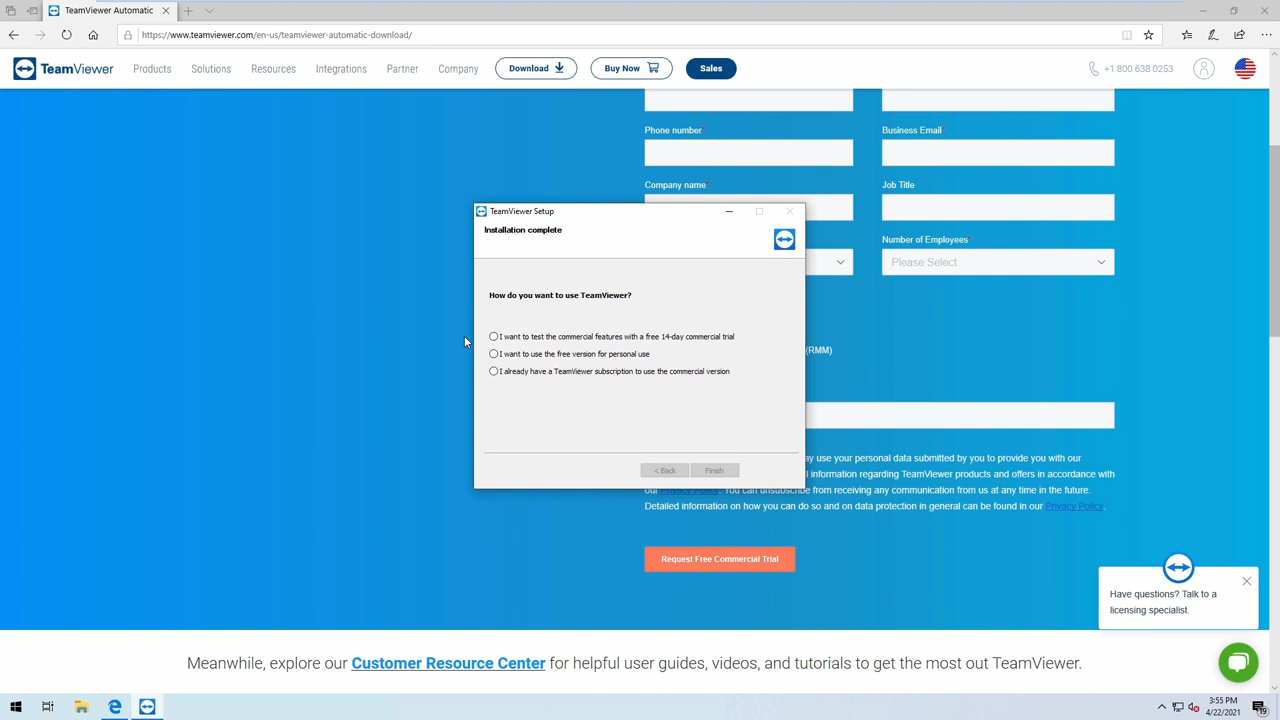 TeamViewer Automatic
https://www.teamviewer.com/en-us/teamviewer-automatic-download/
TeamViewer
Products
Solutions
Resources
Integrations
Partner
Company
Download
Buy Now
Sales
+1 800 638 0253
Phone number*
Business Email*
Company name*
Job Title
TeamViewer Setup
Installation complete
Number of Employees*
Please Select
How do you want to use TeamViewer?
I want to test the commercial features with a free 14-day commercial trial
I want to use the free version for personal use
I already have a TeamViewer subscription to use the commercial version
(RMM)
< Back
Finish
ay use your personal data submitted by you to provide you with our
l information regarding TeamViewer products and offers in accordance with
our Privacy Policy. You can unsubscribe from receiving any communication from us at any time in the future.
Detailed information on how you can do so and on data protection in general can be found in our Privacy Policy.
Request Free Commercial Trial
Have questions? Talk to a
licensing specialist.
Meanwhile, explore our Customer Resource Center for helpful user guides, videos, and tutorials to get the most out TeamViewer.
3:55 PM
4/22/2021
19